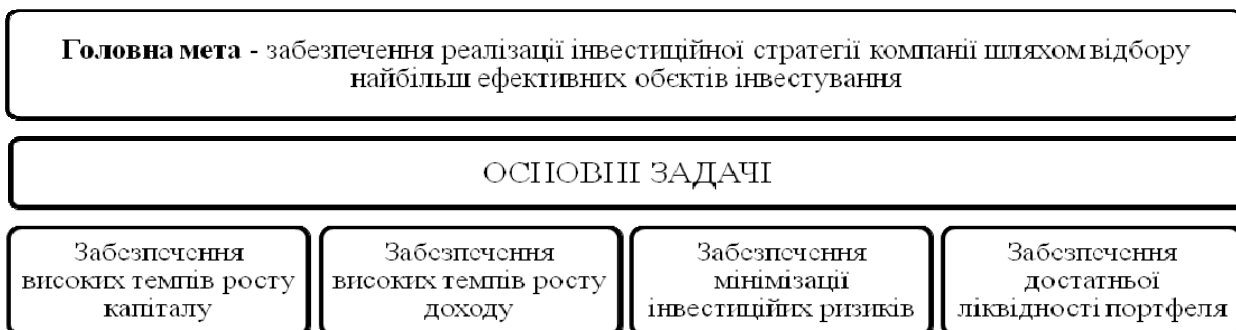 Головна мета - забезпечення реалізації інвестиційної стратегії компанії шляхом відбору
найбільш ефективних обєктів інвестування
ОСНОВНІ ЗАДАЧІ
Забезпечення
високих темпів росту
капіталу
Забезпечення
високих темпів росту
доходу
Забезпечення
мінімізації
інвестиційих ризиків
Забезпечення
достатньої
ліквідності портфеля